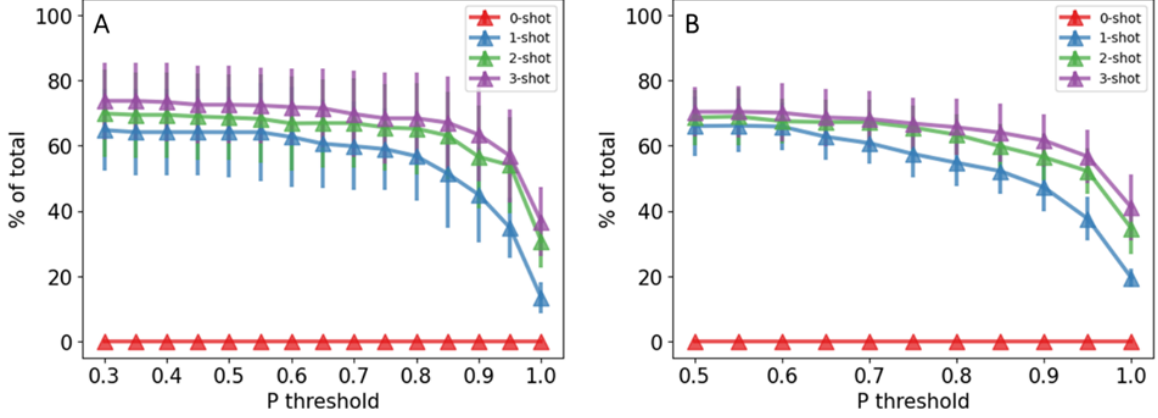 A
0-shot
1-shot
2-shot
3-shot
100
80
60
40
20
0
% of total
0.3 0.4 0.5 0.6 0.7 0.8 0.9 1.0
P threshold
B
0-shot
1-shot
2-shot
3-shot
100
80
60
40
20
0
% of total
0.5 0.6 0.7 0.8 0.9 1.0
P threshold